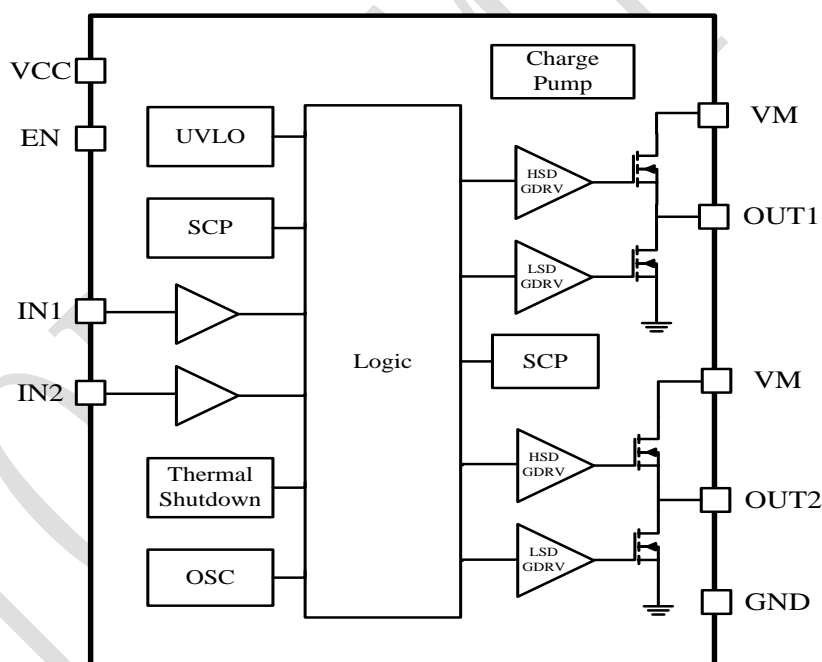 VCC
EN
IN1
IN2
UVLO
SCP
Thermal
Shutdown
OSC
Logic
Charge
Pump
HSD
GDRV
LSD
GDRV
SCP
HSD
GDRV
LSD
GDRV
VM
OUT1
VM
OUT2
GND